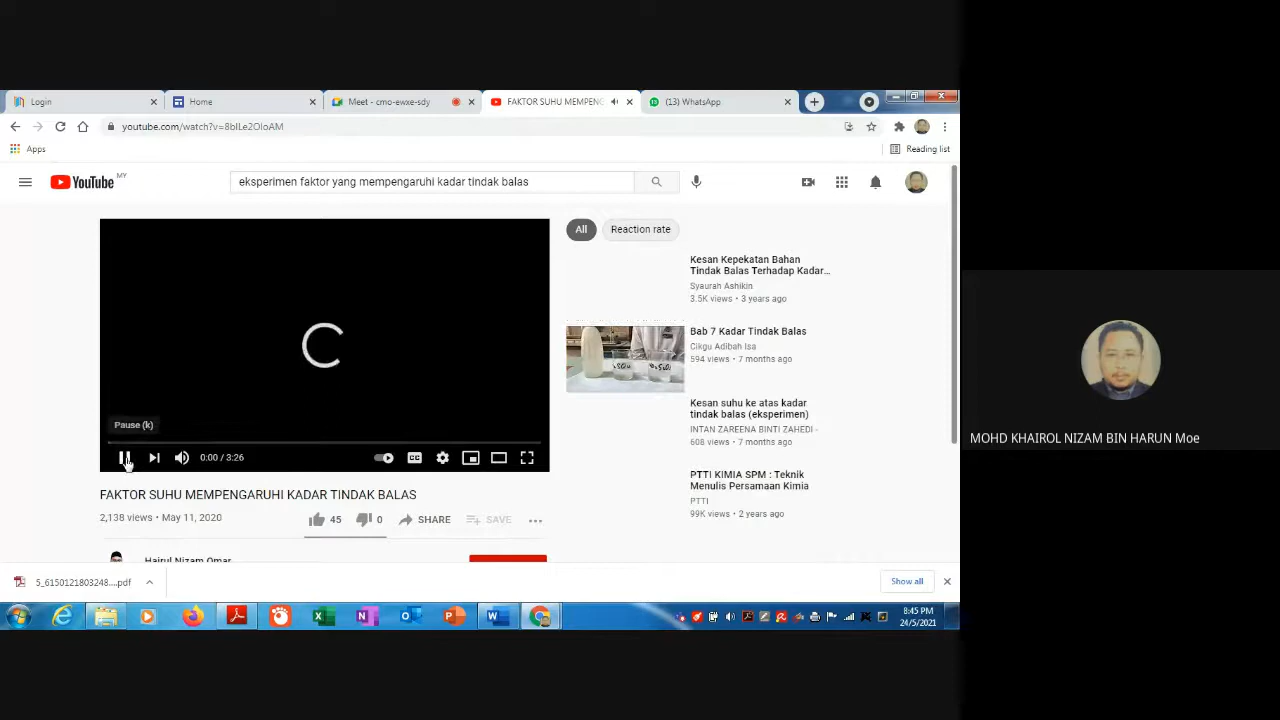 Login
Home
Meet - cmo-ewxe-sdy
FAKTOR SUHU MEMPENG
(13) WhatsApp
youtube.com/watch?v=8bILe2OIoAM
Apps
Reading list
YouTube MY
eksperimen faktor yang mempengaruhi kadar tindak balas
All
Reaction rate
Kesan Kepekatan Bahan
Tindak Balas Terhadap Kadar...
Syaurah Ashikin
3.5K views • 3 years ago
Bab 7 Kadar Tindak Balas
Cikgu Adibah Isa
594 views • 7 months ago
Kesan suhu ke atas kadar
tindak balas (eksperimen)
INTAN ZAREENA BINTI ZAHEDI -
608 views • 7 months ago
PTTI KIMIA SPM : Teknik
Menulis Persamaan Kimia
PTTI
99K views • 2 years ago
Pause (k)
0:00 / 3:26
CC
FAKTOR SUHU MEMPENGARUHI KADAR TINDAK BALAS
2,138 views • May 11, 2020
45
0
SHARE
SAVE
Hairul Nizam Omar
MOHD KHAIROL NIZAM BIN HARUN Moe
5_6150121803248....pdf
Show all
8:45 PM
24/5/2021